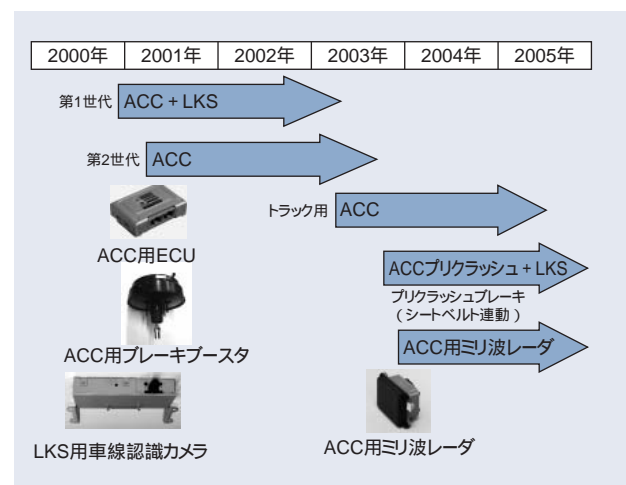 2000年 2001年 2002年 2003年 2004年 2005年
第1世代 ACC + LKS
第2世代 ACC
トラック用 ACC
ACC用ECU
ACCプリクラッシュ + LKS
プリクラッシュブレーキ
(シートベルト連動)
ACC用ブレーキブースタ
ACC用ミリ波レーダ
LKS用車線認識カメラ
ACC用ミリ波レーダ